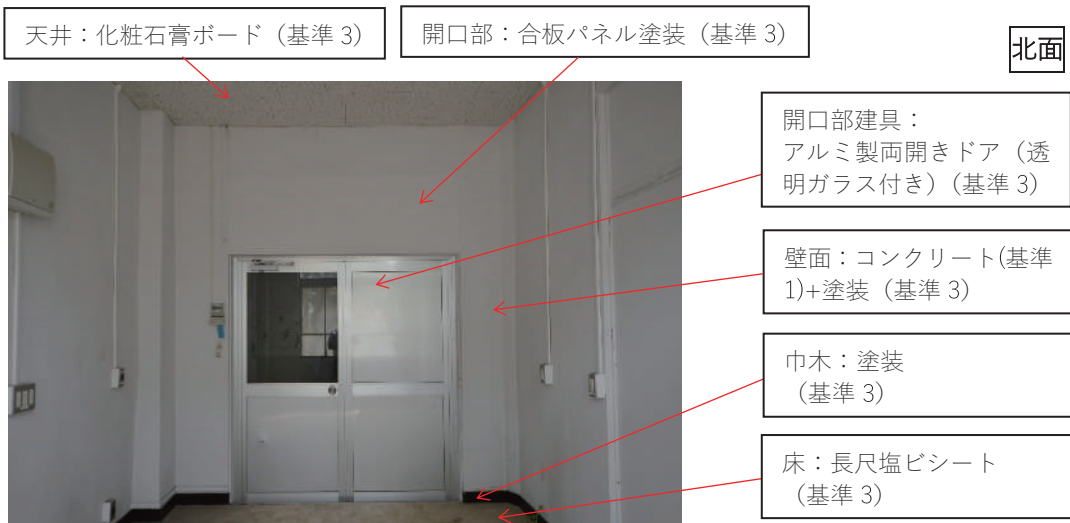 天井：化粧石膏ボード（基準 3）
開口部：合板パネル塗装（基準 3）
北面
開口部建具：
アルミ製両開きドア（透
明ガラス付き）（基準 3）
壁面：コンクリート(基準
1)+塗装（基準 3）
巾木：塗装
（基準 3）
床：長尺塩ビシート
（基準 3）